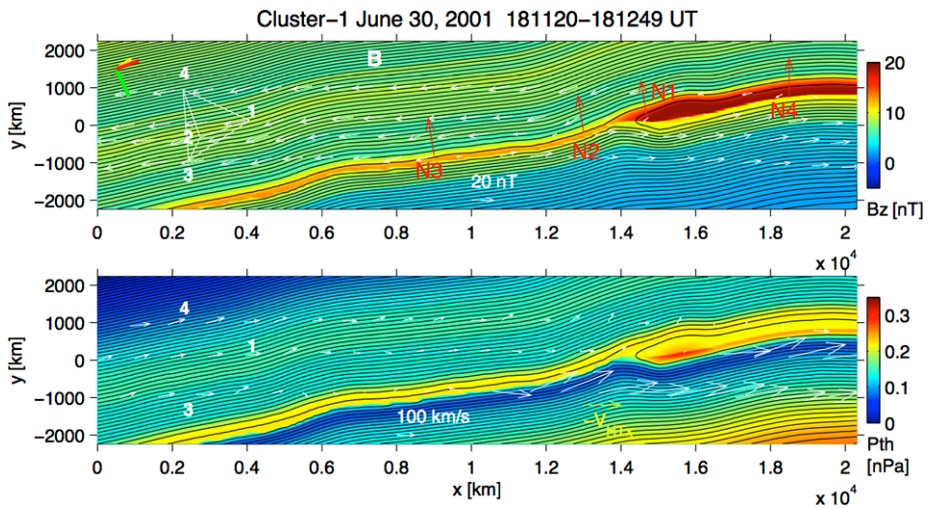 Cluster-1 June 30, 2001 181120-181249 UT
2000
1000
0
-1000
-2000
y [km]
4
B
1
2
3
N1
N2
N3
N4
20 nT
0 0.2 0.4 0.6 0.8 1 1.2 1.4 1.6 1.8 2
x 10^4
20
10
0
Bz [nT]
2000
1000
0
-1000
-2000
y [km]
4
1
3
100 km/s
-V_HTx
0 0.2 0.4 0.6 0.8 1 1.2 1.4 1.6 1.8 2
x [km]
x 10^4
0.3
0.2
0.1
0
Pth
[nPa]